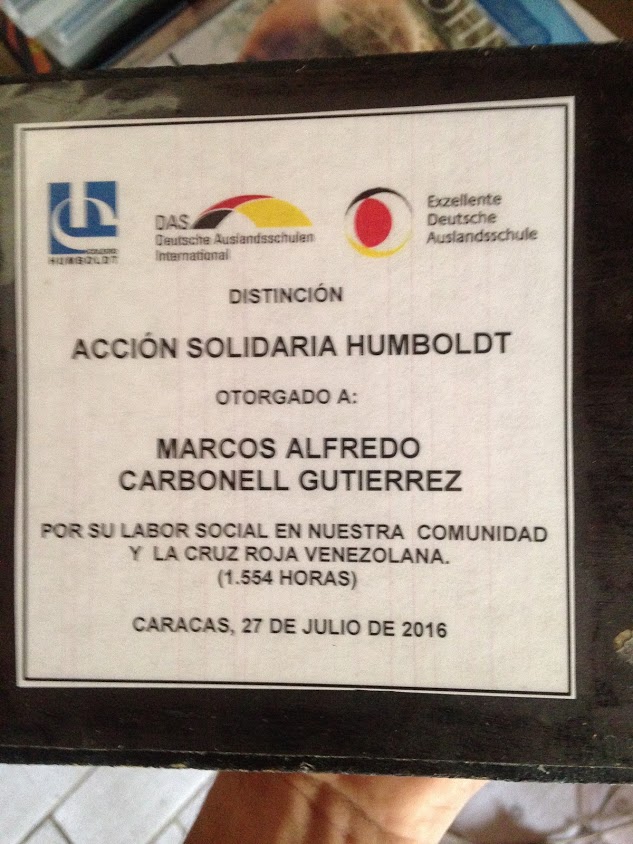 COLEGIO
HUMBOLDT
DAS
Deutsche Auslandsschulen
International
Exzellente
Deutsche
Auslandsschule
DISTINCIÓN
ACCIÓN SOLIDARIA HUMBOLDT
OTORGADO A:
MARCOS ALFREDO
CARBONELL GUTIERREZ
POR SU LABOR SOCIAL EN NUESTRA COMUNIDAD
Y LA CRUZ ROJA VENEZOLANA.
(1.554 HORAS)
CARACAS, 27 DE JULIO DE 2016